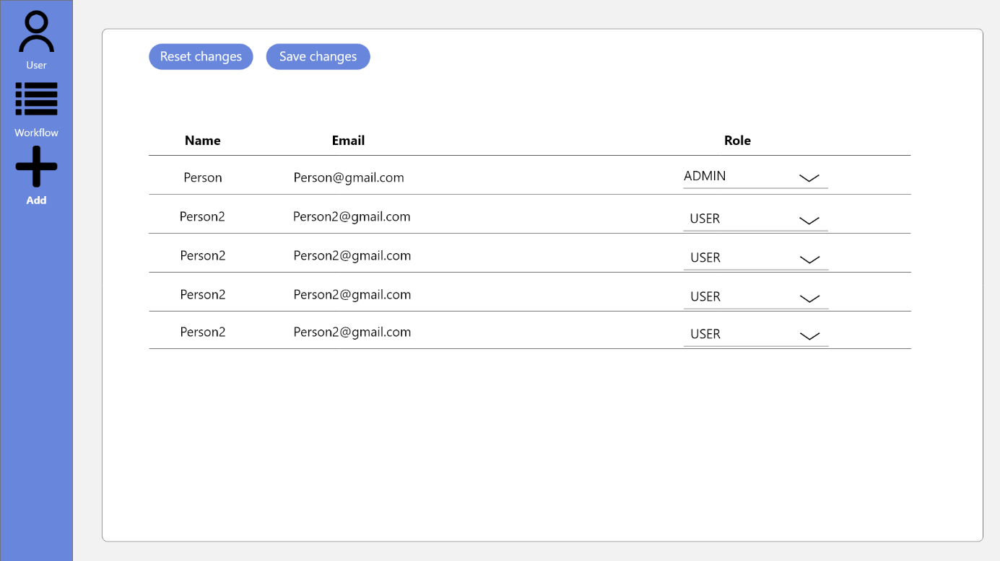 User
Workflow
Add
Reset changes Save changes
Name Email Role
Person Person@gmail.com ADMIN
Person2 Person2@gmail.com USER
Person2 Person2@gmail.com USER
Person2 Person2@gmail.com USER
Person2 Person2@gmail.com USER